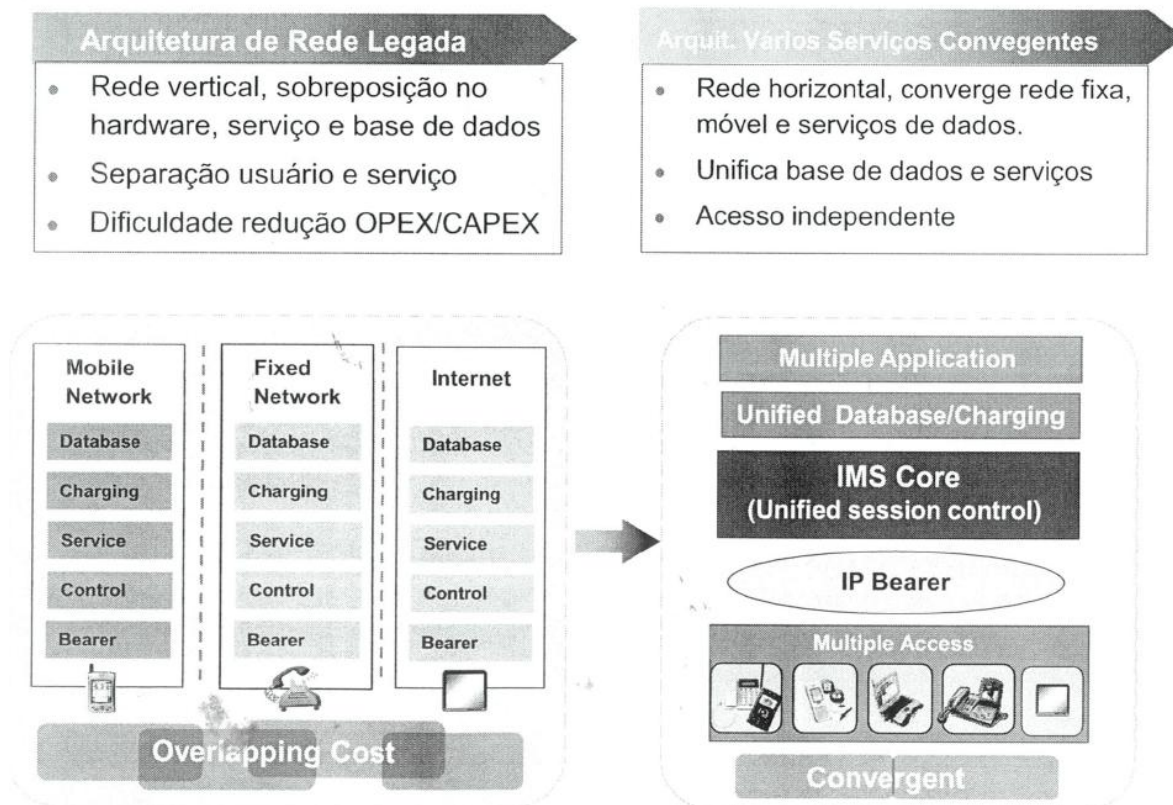 Arquitetura de Rede Legada
• Rede vertical, sobreposição no
hardware, serviço e base de dados
• Separação usuário e serviço
• Dificuldade redução OPEX/CAPEX
Arquit. Vários Serviços Convegentes
• Rede horizontal, converge rede fixa,
móvel e serviços de dados.
• Unifica base de dados e serviços
• Acesso independente
Mobile
Network
Database
Charging
Service
Control
Bearer
Fixed
Network
Database
Charging
Service
Control
Bearer
Internet
Database
Charging
Service
Control
Bearer
Overlapping Cost
Multiple Application
Unified Database/Charging
IMS Core
(Unified session control)
IP Bearer
Multiple Access
Convergent